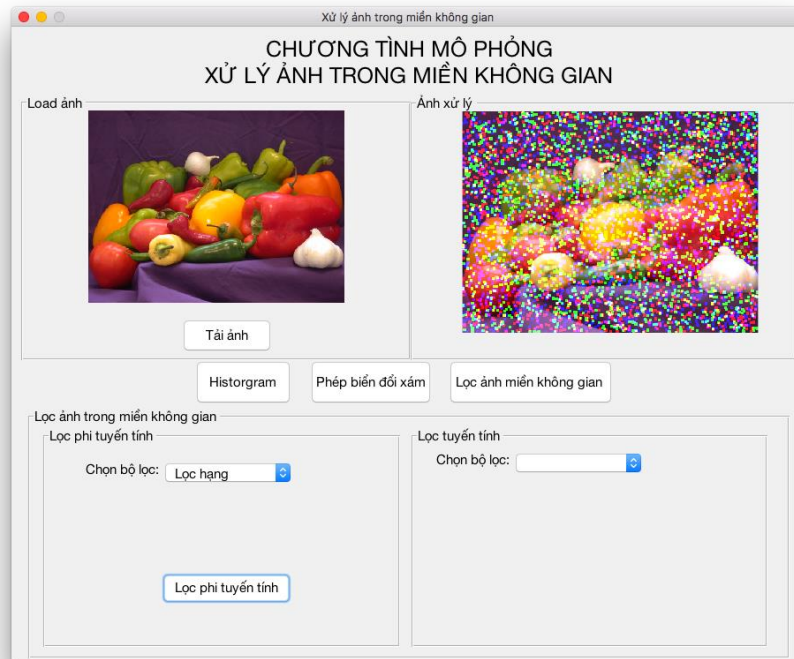 Xử lý ảnh trong miền không gian
CHƯƠNG TÌNH MÔ PHỎNG
XỬ LÝ ẢNH TRONG MIỀN KHÔNG GIAN
Load ảnh
Ảnh xử lý
Tải ảnh
Historgram
Phép biển đổi xám
Lọc ảnh miền không gian
Lọc ảnh trong miền không gian
Lọc phi tuyến tính
Chọn bộ lọc:
Lọc hạng
Lọc phi tuyến tính
Lọc tuyến tính
Chọn bộ lọc: